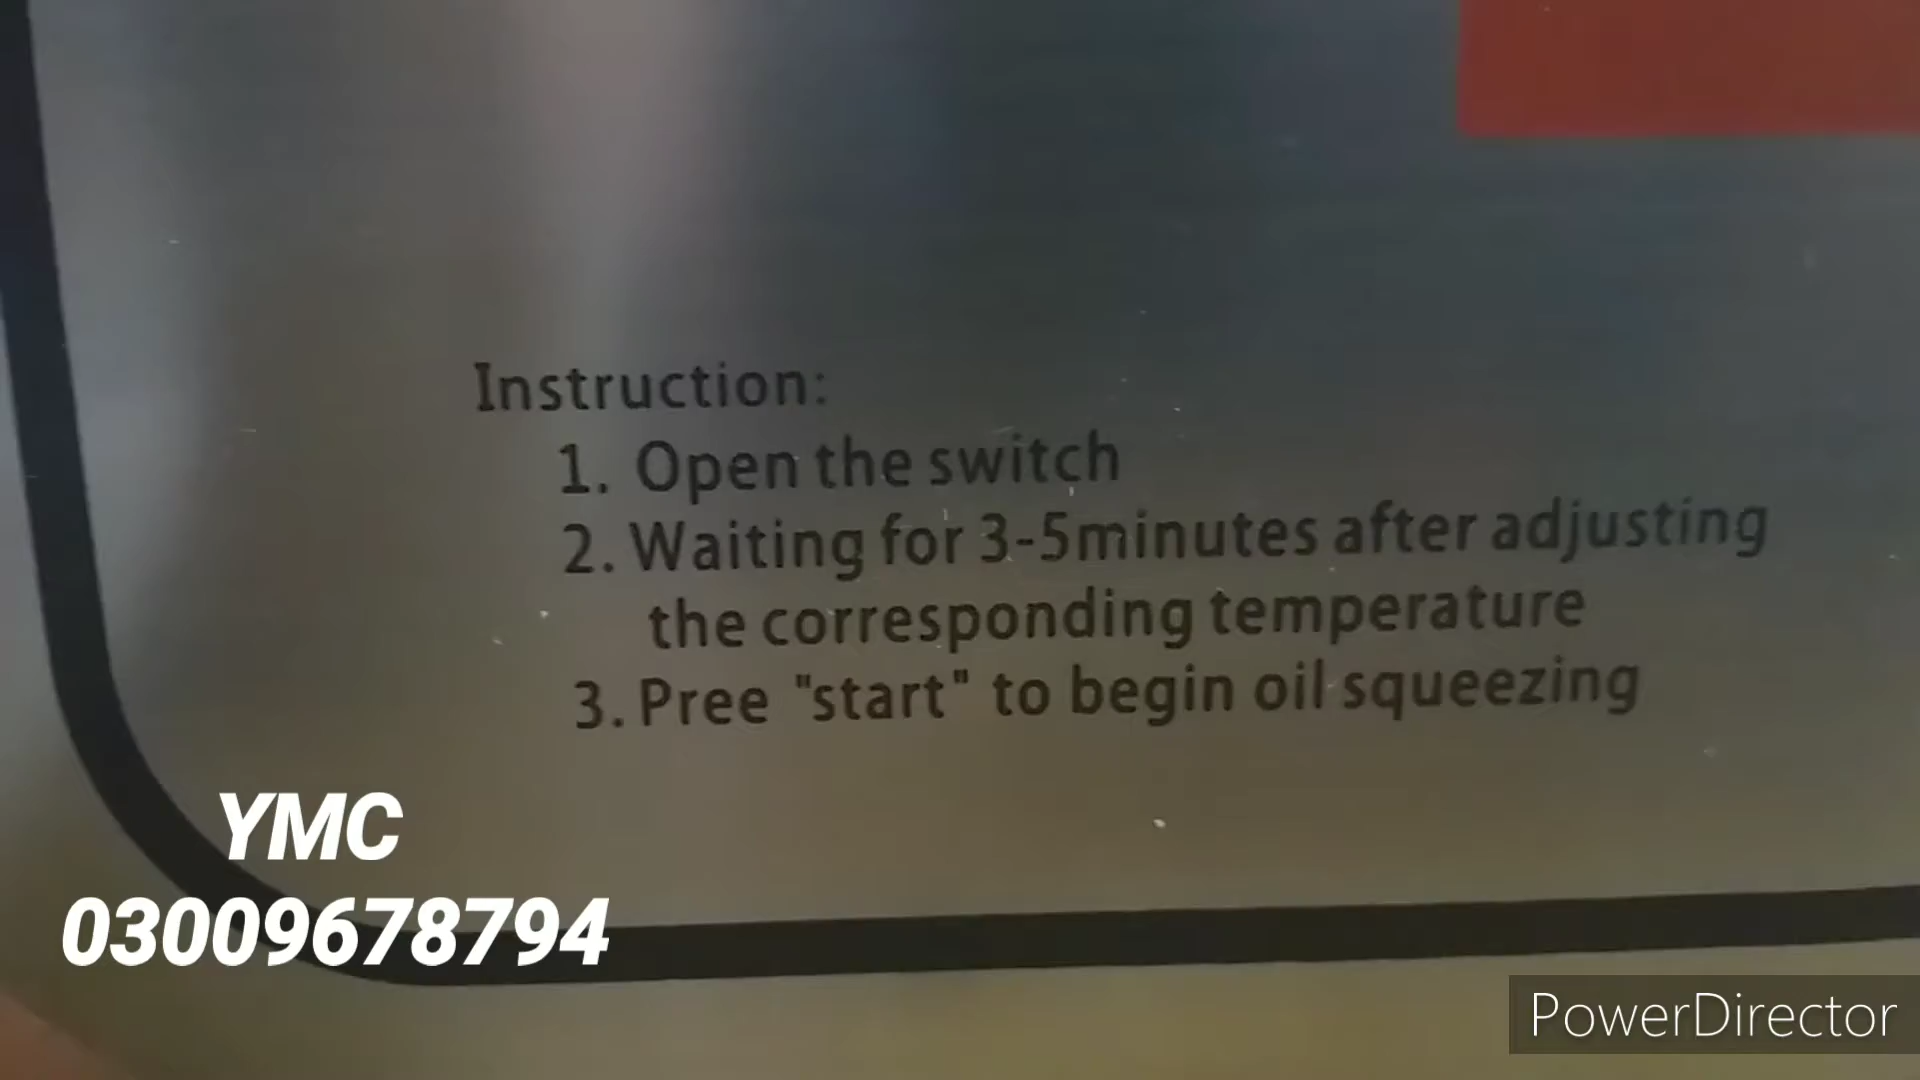 Instruction:
1. Open the switch
2. Waiting for 3-5minutes after adjusting
the corresponding temperature
3. Pree "start" to begin oil squeezing
YMC
03009678794
PowerDirector